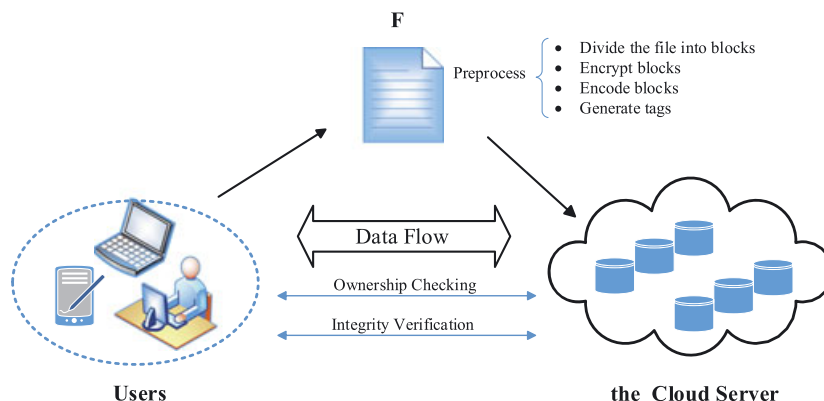 F
Preprocess
• Divide the file into blocks
• Encrypt blocks
• Encode blocks
• Generate tags
Data Flow
Ownership Checking
Integrity Verification
Users
the Cloud Server